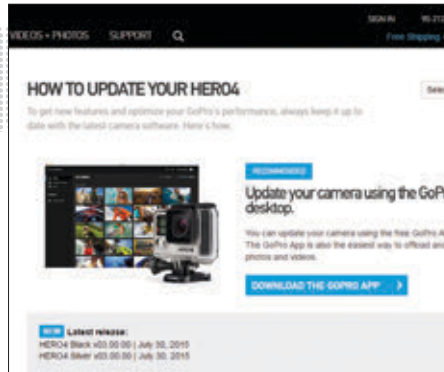 VIDEOS + PHOTOS SUPPORT
SIGN IN
Free Shipping
HOW TO UPDATE YOUR HERO4
To get new features and optimize your GoPro's performance, always keep it up to
date with the latest camera software. Here's how.
RECOMMENDED
Update your camera using the GoP
desktop.
You can update your camera using the free GoPro A
The GoPro App is also the easiest way to offload and
photos and videos.
DOWNLOAD THE GOPRO APP
NEW Latest release:
HERO4 Black v03.00.00 | July 30, 2015
HERO4 Silver v03.00.00 | July 30, 2015